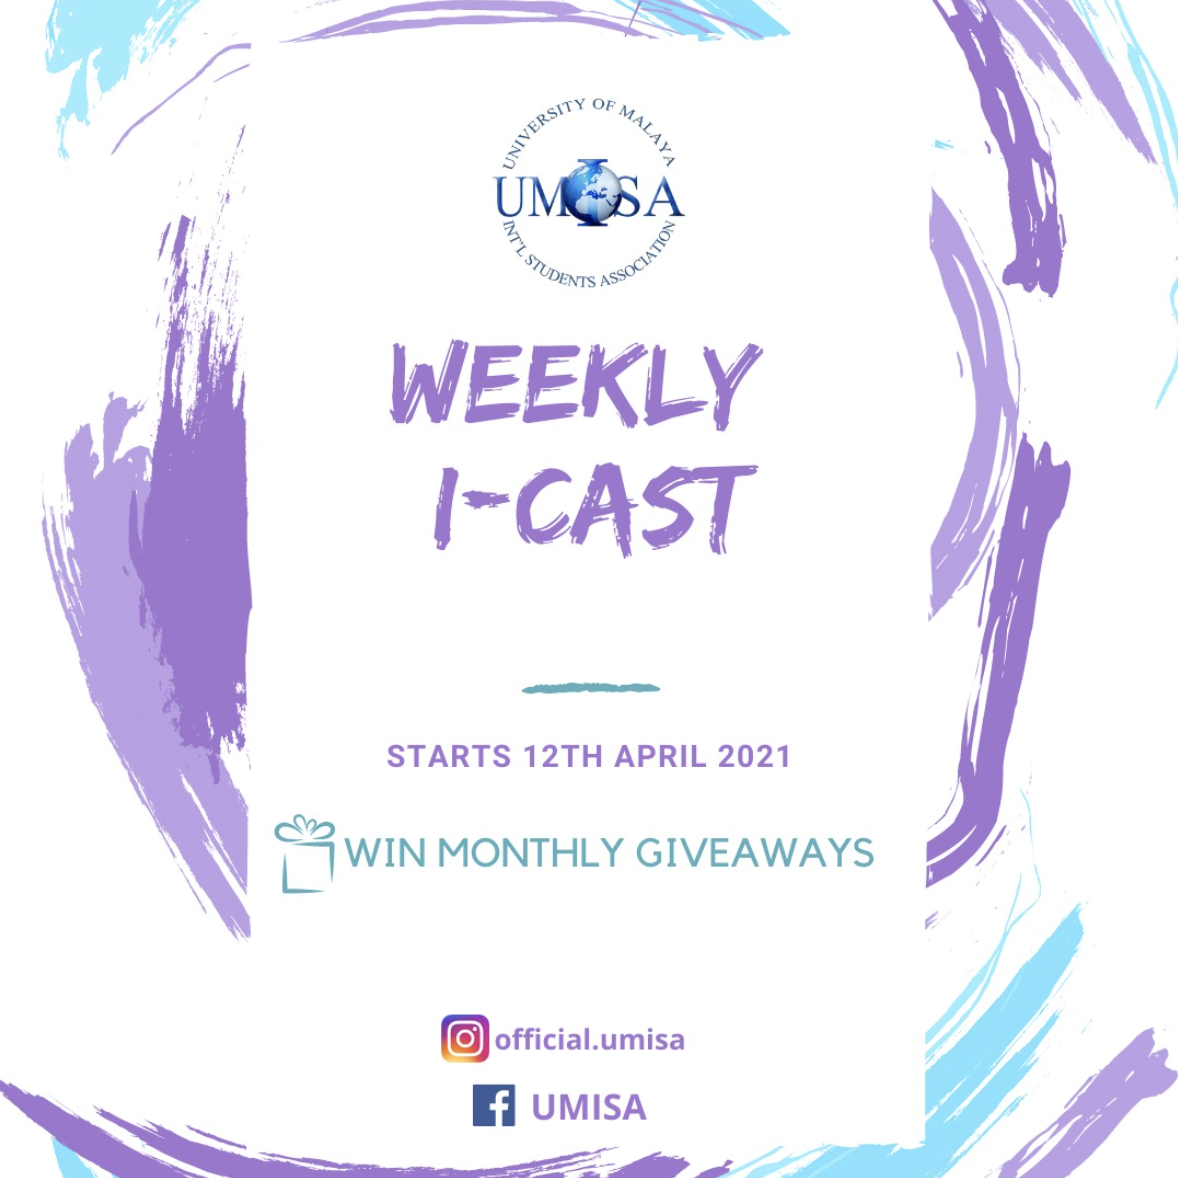 UNIVERSITY OF MALAYA
UMISA
INT'L STUDENTS ASSOCIATION
WEEKLY
I-CAST
STARTS 12TH APRIL 2021
WIN MONTHLY GIVEAWAYS
official.umisa
UMISA